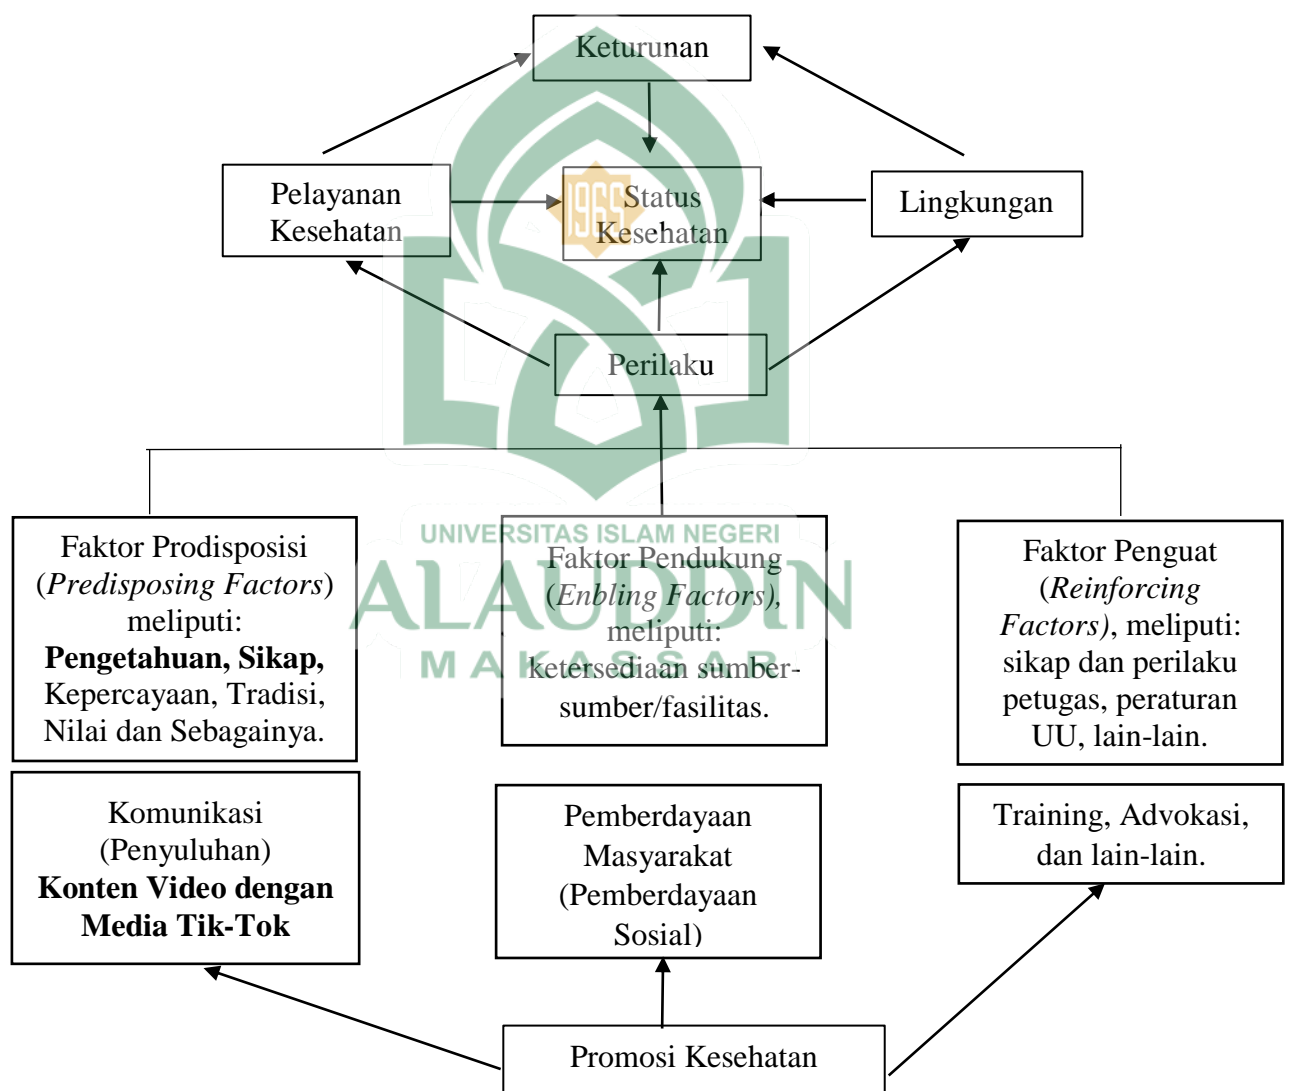 Keturunan
Pelayanan
Kesehatan
1965
Status
Kesehatan
Lingkungan
Perilaku
Faktor Prodisposisi
(Predisposing Factors)
meliputi:
Pengetahuan, Sikap,
Kepercayaan, Tradisi,
Nilai dan Sebagainya.
UNIVERSITAS ISLAM NEGERI
ALAUDDIN
MAKASSAR
Faktor Pendukung
(Enbling Factors),
meliputi:
ketersediaan sumber-
sumber/fasilitas.
Faktor Penguat
(Reinforcing
Factors), meliputi:
sikap dan perilaku
petugas, peraturan
UU, lain-lain.
Komunikasi
(Penyuluhan)
Konten Video dengan
Media Tik-Tok
Pemberdayaan
Masyarakat
(Pemberdayaan
Sosial)
Training, Advokasi,
dan lain-lain.
Promosi Kesehatan